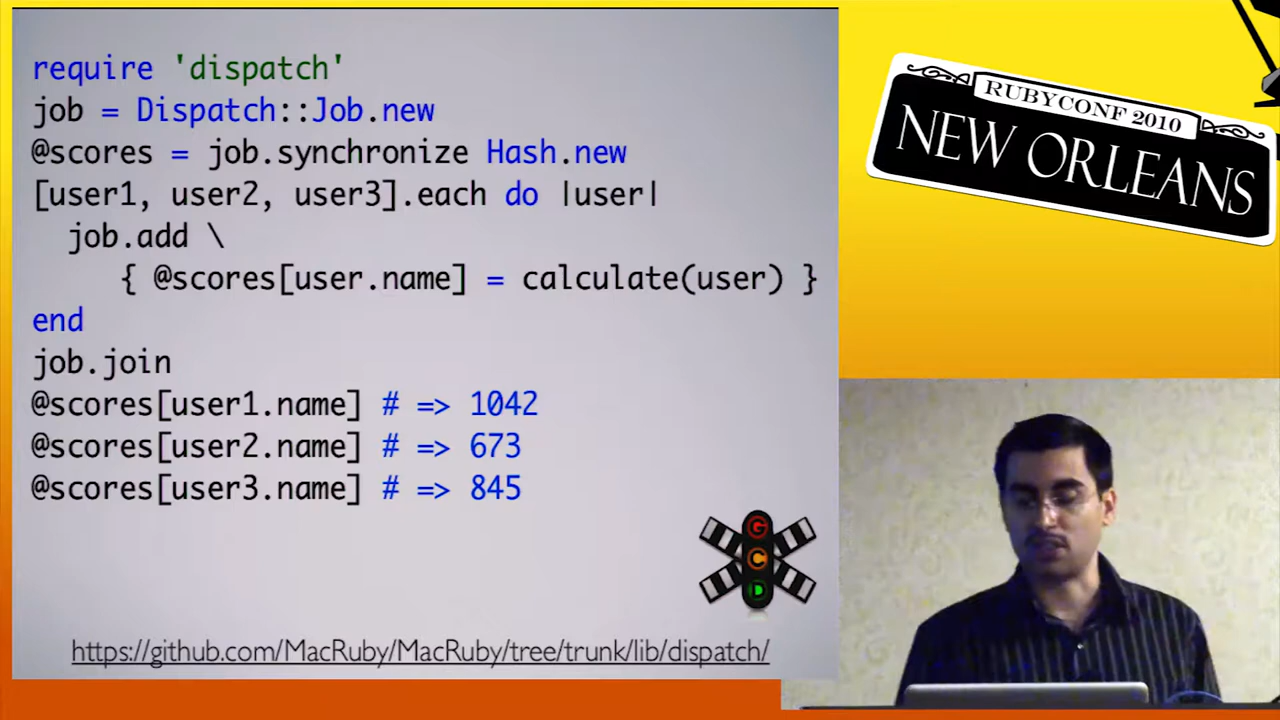 require 'dispatch'
job = Dispatch::Job.new
@scores = job.synchronize Hash.new
[user1, user2, user3].each do |user|
  job.add \
     { @scores[user.name] = calculate(user) }
end
job.join
@scores[user1.name] # => 1042
@scores[user2.name] # => 673
@scores[user3.name] # => 845
G
C
D
https://github.com/MacRuby/MacRuby/tree/trunk/lib/dispatch/
RUBYCONF 2010
NEW ORLEANS